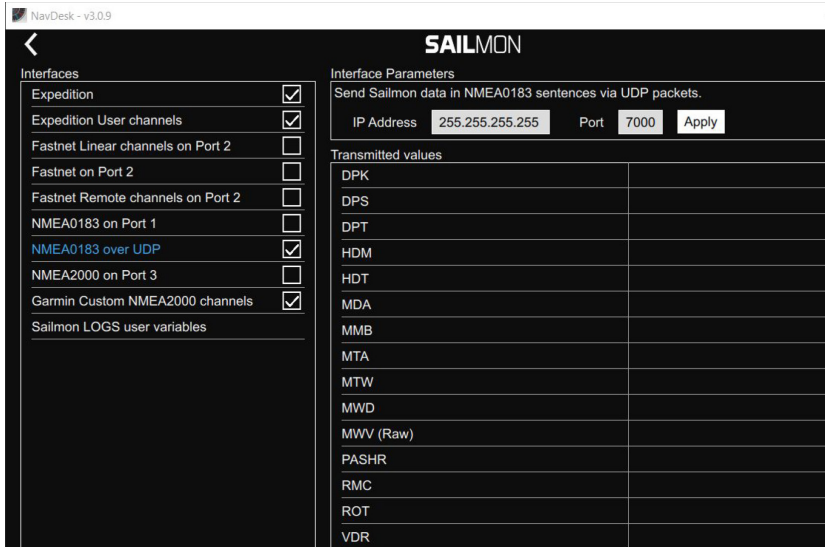 NavDesk - v3.0.9
SAILMON
Interfaces
Expedition
Expedition User channels
Fastnet Linear channels on Port 2
Fastnet on Port 2
Fastnet Remote channels on Port 2
NMEA0183 on Port 1
NMEA0183 over UDP
NMEA2000 on Port 3
Garmin Custom NMEA2000 channels
Sailmon LOGS user variables
Interface Parameters
Send Sailmon data in NMEA0183 sentences via UDP packets.
IP Address 255.255.255.255 Port 7000 Apply
Transmitted values
DPK
DPS
DPT
HDM
HDT
MDA
MMB
MTA
MTW
MWD
MWV (Raw)
PASHR
RMC
ROT
VDR